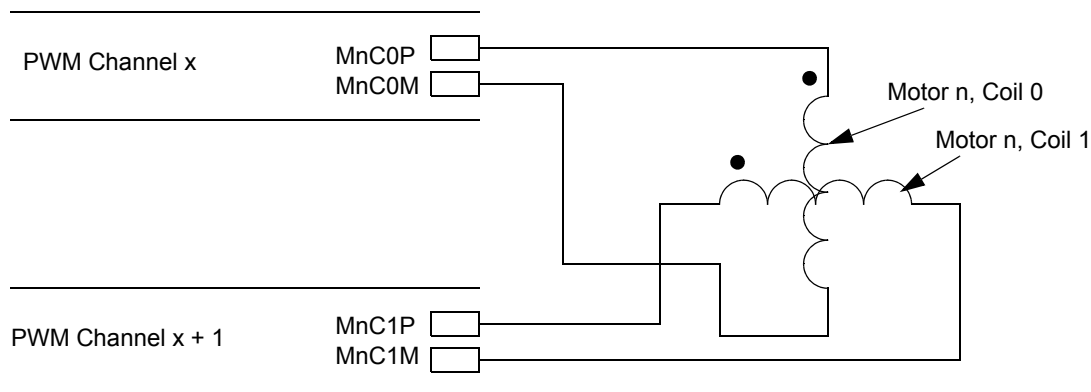 PWM Channel x
MnC0P
MnC0M
Motor n, Coil 0
Motor n, Coil 1
PWM Channel x + 1
MnC1P
MnC1M